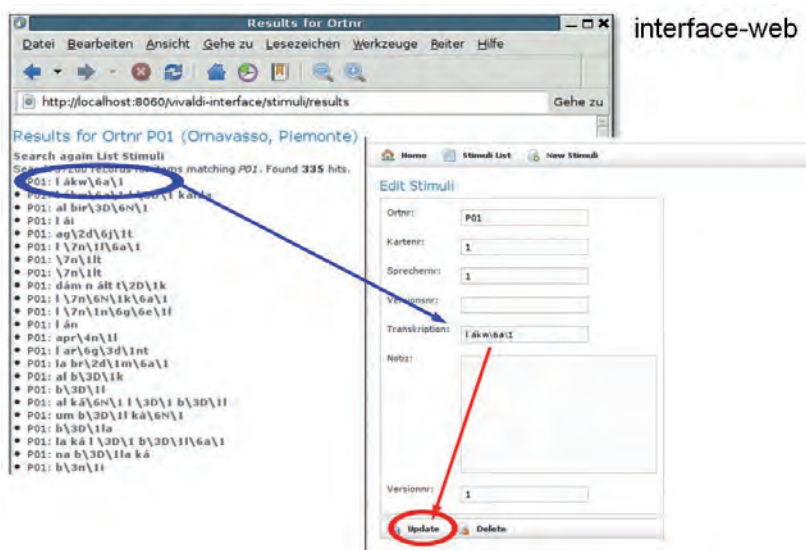 interface-web
Results for Ortnr
Datei Bearbeiten Ansicht Gehe zu Lesezeichen Werkzeuge Reiter Hilfe
http://localhost:8060/vivaldi-interface/stimuli/results Gehe zu
Results for Ortnr P01 (Omavasso, Piemonte)
Search again List Stimuli
records for items matching P01. Found 335 hits.
P01: l ákw\6a\1
káida
P01: al bir\3D\6N\1
P01: l ái
P01: ag\2d\6j\1t
P01: l \7n\1l\6a\1
P01: \7n\1lt
P01: \7n\1lt
P01: dám n ált t\2D\1k
P01: l \7n\6N\1k\6a\1
P01: l \7n\1n\6g\6e\1l
P01: l án
P01: apr\4n\1l
P01: l ar\6g\3d\1nt
P01: la br\2d\1m\6a\1
P01: al b\3D\1k
P01: b\3D\1l
P01: al ká\6N\1 l \3D\1 b\3D\1l
P01: um b\3D\1l ká\6N\1
P01: b\3D\1la
P01: la ká l \3D\1 b\3D\1l\6a\1
P01: na b\3D\1la ká
P01: b\3n\1i
Home Stimuli List New Stimuli
Edit Stimuli
Ortnr: P01
Kartenr: 1
Sprechernr: 1
Versionsnr:
Transkription: l ákw\6a\1
Notiz:
Versionnr: 1
Update Delete